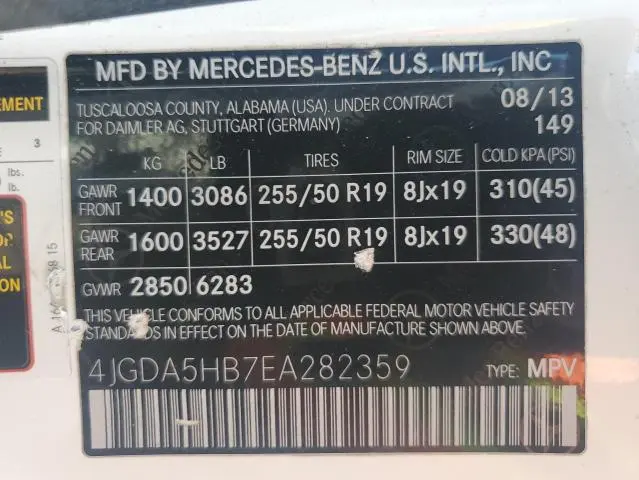 MFD BY MERCEDES-BENZ U.S. INTL., INC
TUSCALOOSA COUNTY, ALABAMA (USA). UNDER CONTRACT 08/13
FOR DAIMLER AG, STUTTGART (GERMANY) 149
KG LB TIRES RIM SIZE COLD KPA(PSI)
GAWR FRONT 1400 3086 255/50 R19 8Jx19 310(45)
GAWR REAR 1600 3527 255/50 R19 8Jx19 330(48)
GVWR 2850 6283
THIS VEHICLE CONFORMS TO ALL APPLICABLE FEDERAL MOTOR VEHICLE SAFETY
STANDARDS IN EFFECT ON THE DATE OF MANUFACTURE SHOWN ABOVE.
4JGDA5HB7EA282359 TYPE: MPV
3
lbs.
lb.